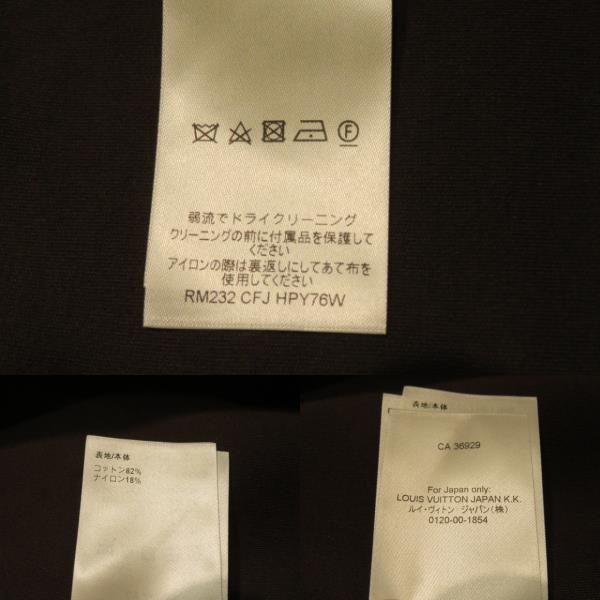 弱流でドライクリーニング
クリーニングの前に付属品を保護して
ください
アイロンの際は裏返しにしてあて布を
使用してください
RM232 CFJ HPY76W
表地/本体
コットン82%
ナイロン18%
表地/本体
CA 36929
For Japan only:
LOUIS VUITTON JAPAN K.K.
ルイ・ヴィトン ジャパン(株)
0120-00-1854